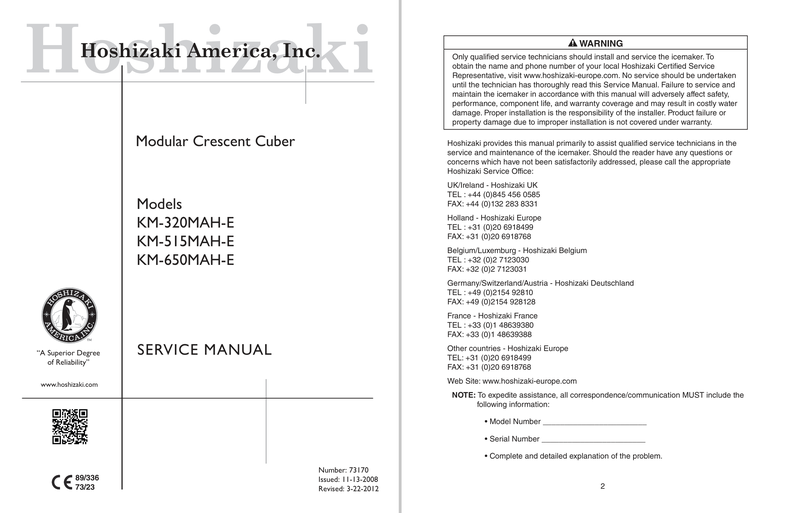 Hoshizaki
Hoshizaki America, Inc.
Modular Crescent Cuber
Models
KM-320MAH-E
KM-515MAH-E
KM-650MAH-E
HOSHIZAKI
AMERICA, INC.
"A Superior Degree
of Reliability"
www.hoshizaki.com
SERVICE MANUAL
CE 89/336
73/23
Number: 73170
Issued: 11-13-2008
Revised: 3-22-2012
WARNING
Only qualified service technicians should install and service the icemaker. To
obtain the name and phone number of your local Hoshizaki Certified Service
Representative, visit www.hoshizaki-europe.com. No service should be undertaken
until the technician has thoroughly read this Service Manual. Failure to service and
maintain the icemaker in accordance with this manual will adversely affect safety,
performance, component life, and warranty coverage and may result in costly water
damage. Proper installation is the responsibility of the installer. Product failure or
property damage due to improper installation is not covered under warranty.
Hoshizaki provides this manual primarily to assist qualified service technicians in the
service and maintenance of the icemaker. Should the reader have any questions or
concerns which have not been satisfactorily addressed, please call the appropriate
Hoshizaki Service Office:
UK/Ireland - Hoshizaki UK
TEL : +44 (0)845 456 0585
FAX: +44 (0)132 283 8331
Holland - Hoshizaki Europe
TEL : +31 (0)20 6918499
FAX: +31 (0)20 6918768
Belgium/Luxemburg - Hoshizaki Belgium
TEL : +32 (0)2 7123030
FAX: +32 (0)2 7123031
Germany/Switzerland/Austria - Hoshizaki Deutschland
TEL : +49 (0)2154 92810
FAX: +49 (0)2154 928128
France - Hoshizaki France
TEL : +33 (0)1 48639380
FAX: +33 (0)1 48639388
Other countries - Hoshizaki Europe
TEL: +31 (0)20 6918499
FAX: +31 (0)20 6918768
Web Site: www.hoshizaki-europe.com
NOTE: To expedite assistance, all correspondence/communication MUST include the
following information:
• Model Number ________________________
• Serial Number ________________________
• Complete and detailed explanation of the problem.
2